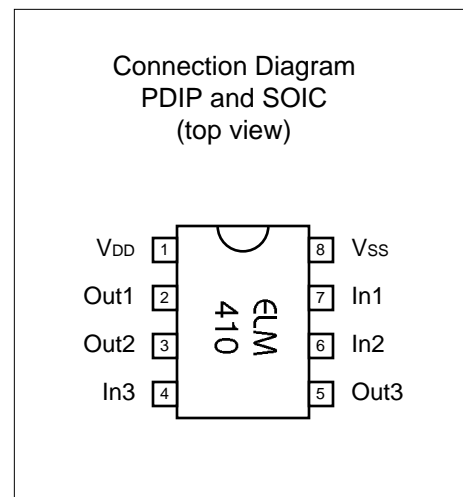 Connection Diagram
PDIP and SOIC
(top view)
VDD 1 8 VSS
Out1 2 7 In1
Out2 3 6 In2
In3 4 5 Out3
ELM
410